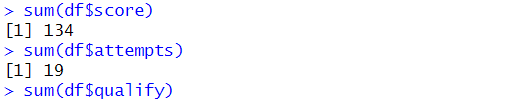 > sum(df$score)
[1] 134
> sum(df$attempts)
[1] 19
> sum(df$qualify)